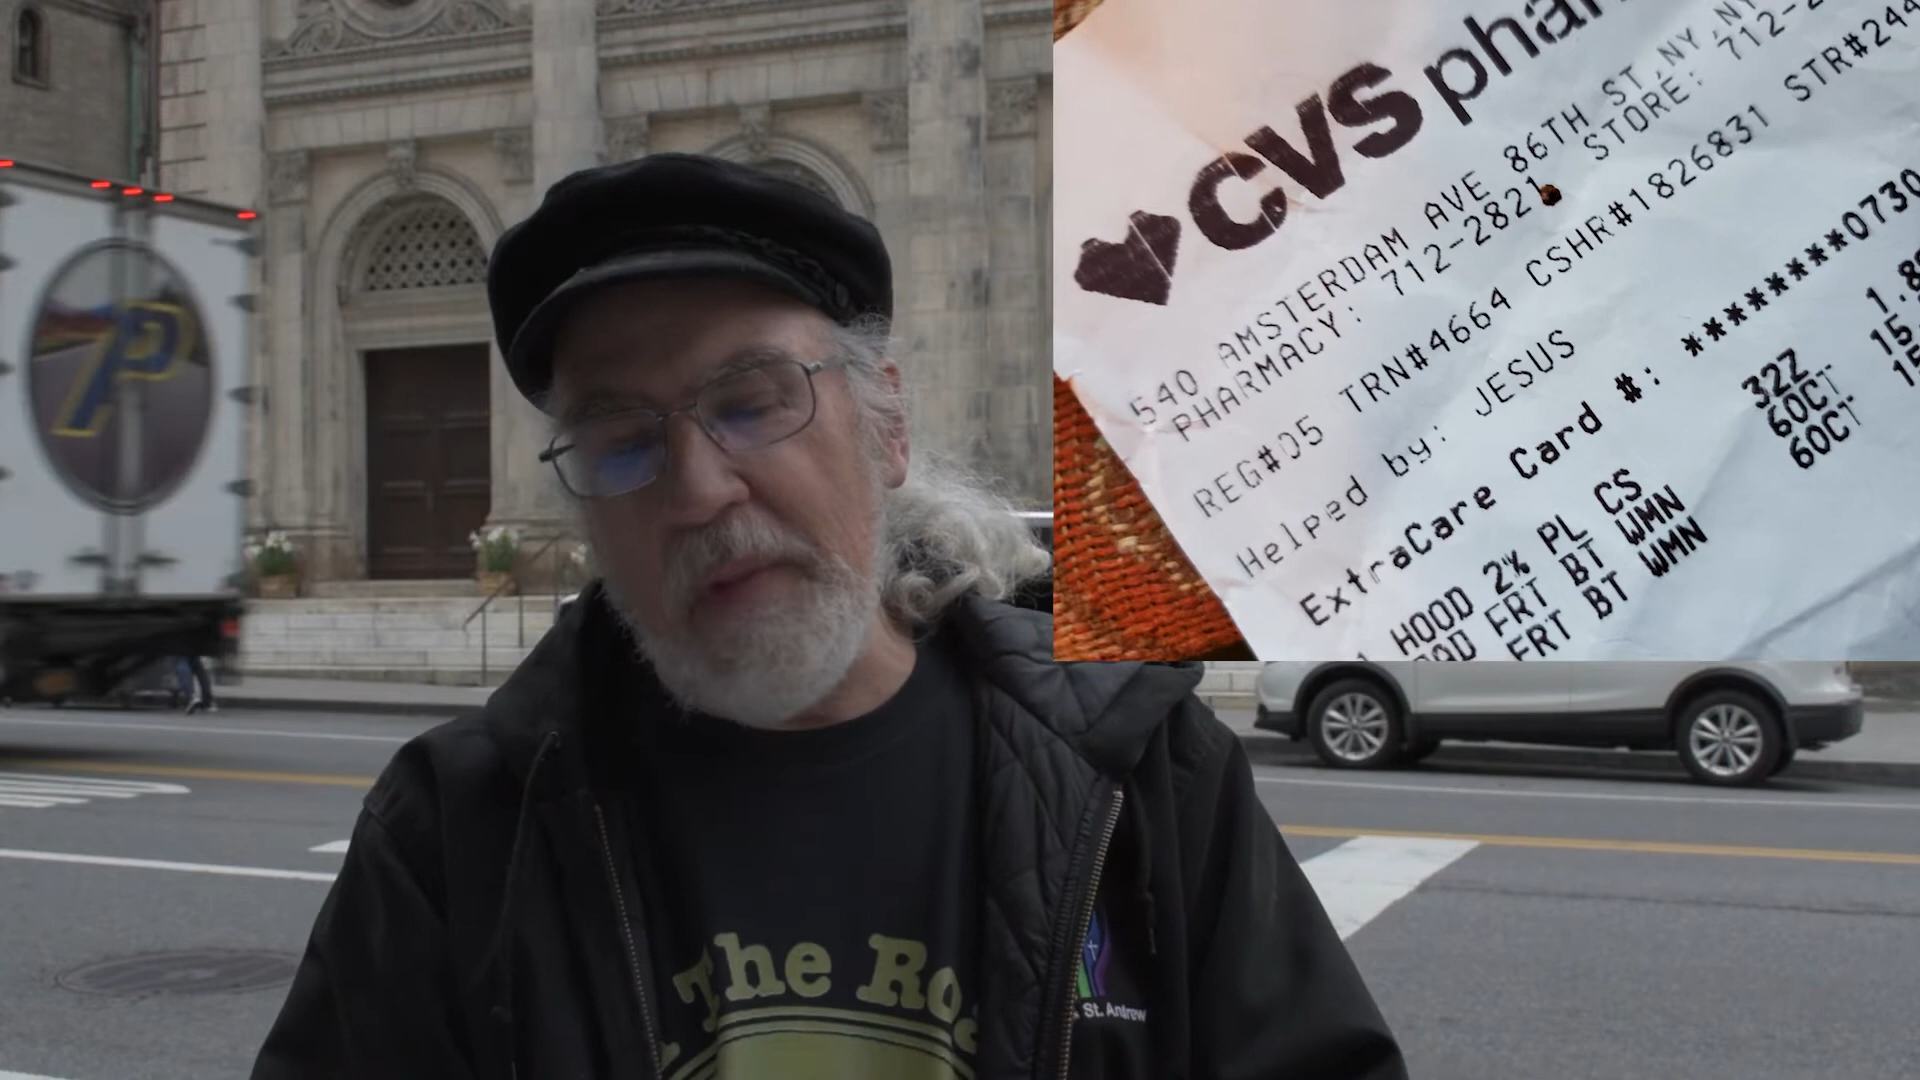 CVS phar
540 AMSTERDAM AVE 86TH ST, NY, NY
PHARMACY: 712-2821 STORE: 712-2
REG#05 TRN#4664 CSHR#1826831 STR#244
Helped by: JESUS
ExtraCare Card #: ********0730
HOOD 2% PL CS 32Z 1.8
FRT BT WMN 60CT 15.
FRT BT WMN 60CT 15
7P
The Ro
St. Andrew